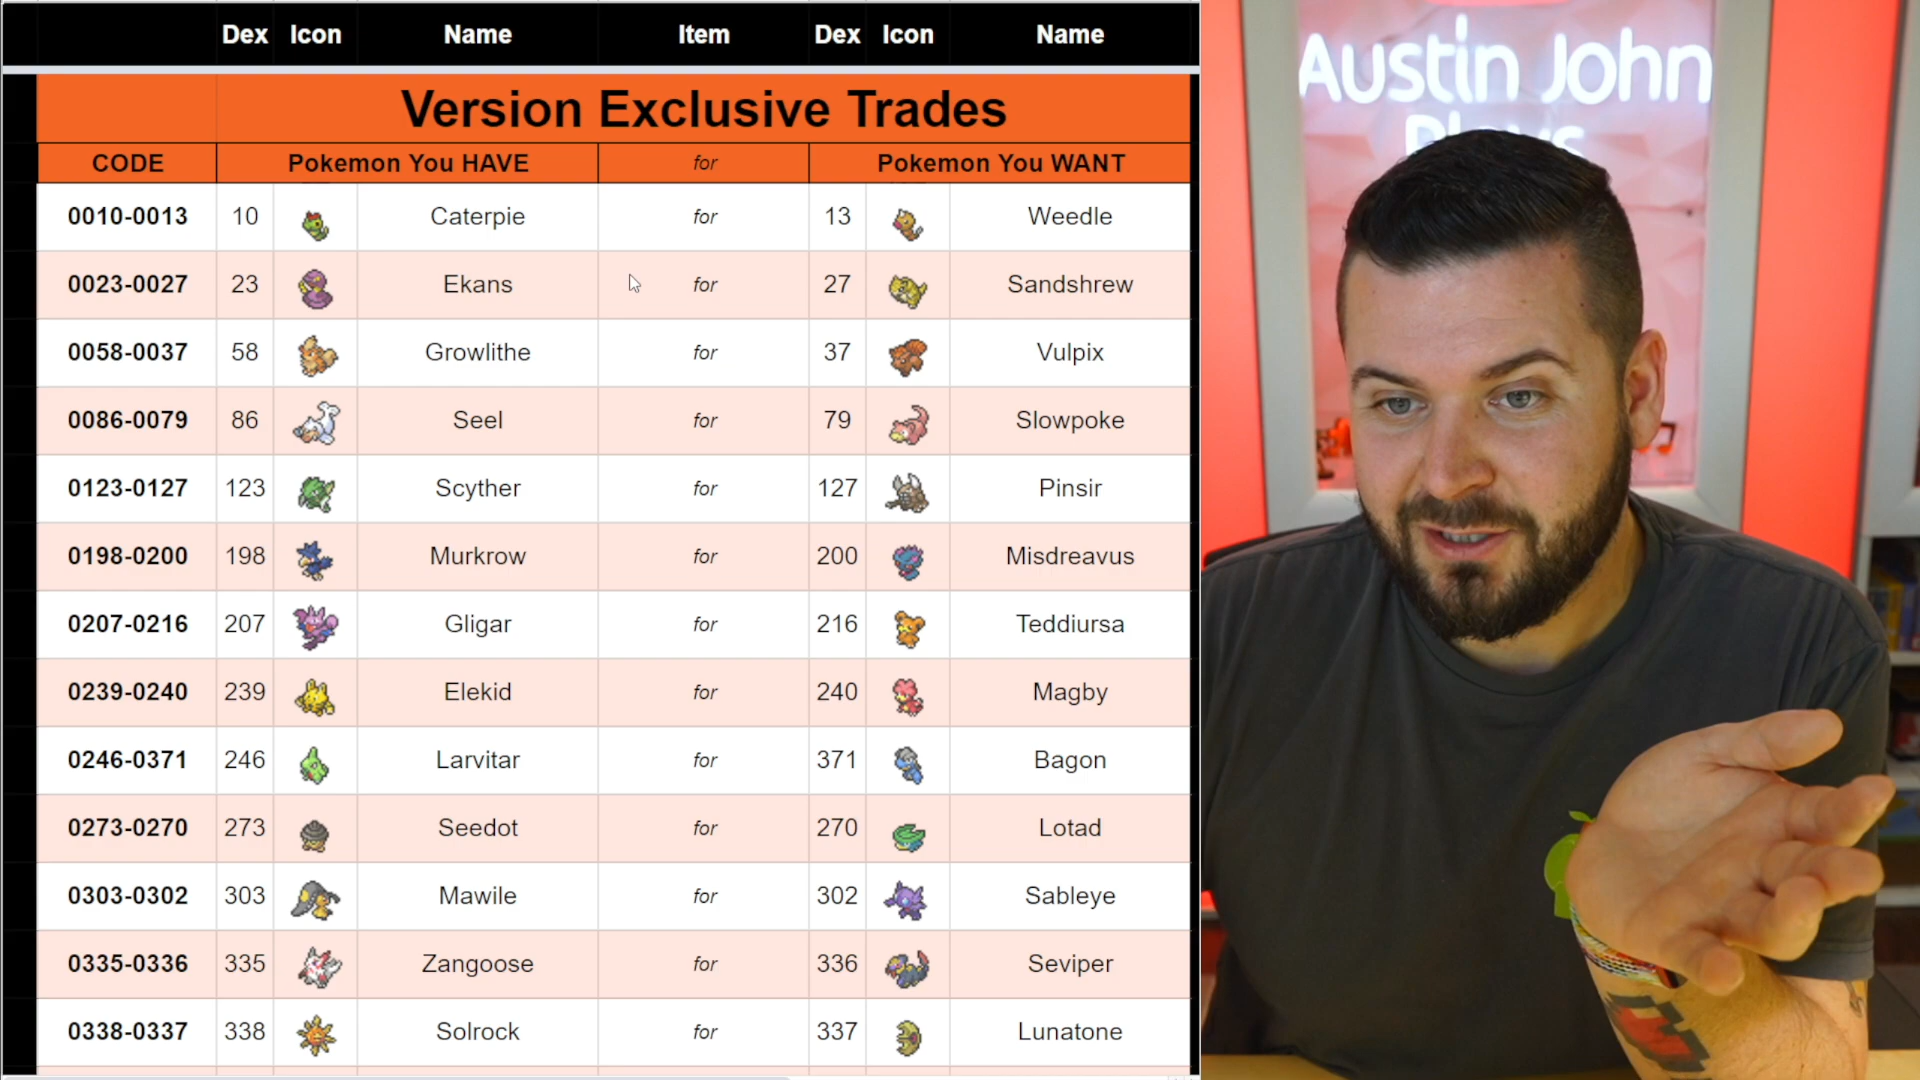 Dex Icon Name Item Dex Icon Name
Version Exclusive Trades
CODE Pokemon You HAVE for Pokemon You WANT
0010-0013 10 Caterpie for 13 Weedle
0023-0027 23 Ekans for 27 Sandshrew
0058-0037 58 Growlithe for 37 Vulpix
0086-0079 86 Seel for 79 Slowpoke
0123-0127 123 Scyther for 127 Pinsir
0198-0200 198 Murkrow for 200 Misdreavus
0207-0216 207 Gligar for 216 Teddiursa
0239-0240 239 Elekid for 240 Magby
0246-0371 246 Larvitar for 371 Bagon
0273-0270 273 Seedot for 270 Lotad
0303-0302 303 Mawile for 302 Sableye
0335-0336 335 Zangoose for 336 Seviper
0338-0337 338 Solrock for 337 Lunatone
Austin John
Plays